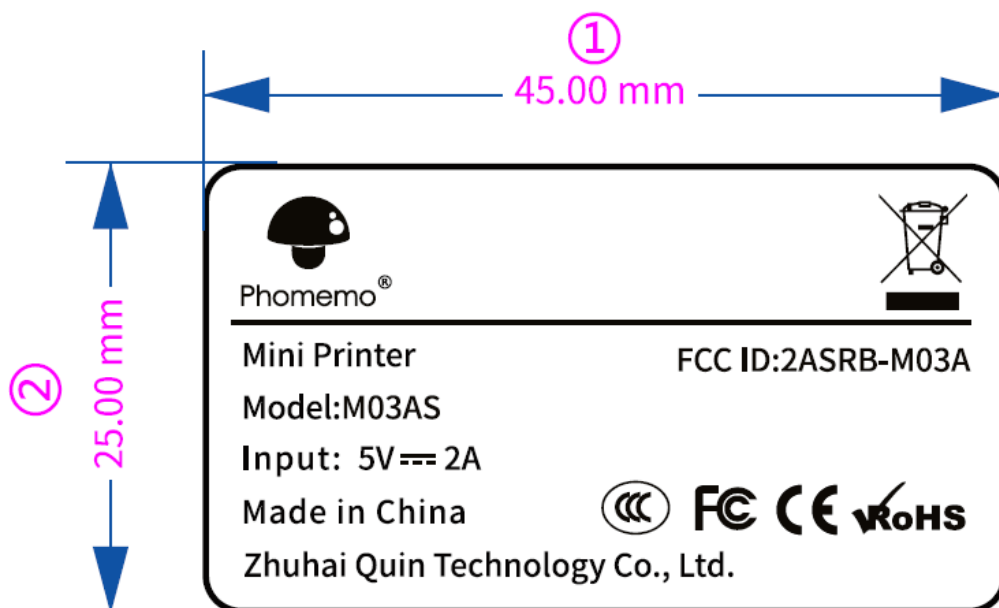 ①
45.00 mm
②
25.00 mm
Phomemo®
Mini Printer
FCC ID:2ASRB-M03A
Model:M03AS
Input: 5V⎓2A
Made in China
CCC FC CE RoHS
Zhuhai Quin Technology Co., Ltd.